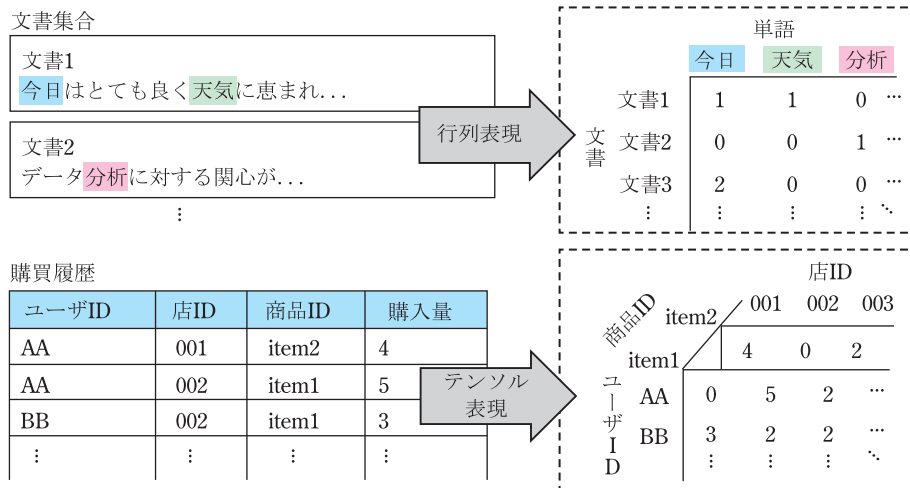 文書集合
文書1
今日はとても良く天気に恵まれ...
文書2
データ分析に対する関心が...
⋮
行列表現
単語
今日 天気 分析
文書
文書1 1 1 0 …
文書2 0 0 1 …
文書3 2 0 0 …
⋮ ⋮ ⋮ ⋮ ⋱
購買履歴
ユーザID 店ID 商品ID 購入量
AA 001 item2 4
AA 002 item1 5
BB 002 item1 3
⋮ ⋮ ⋮ ⋮
テンソル
表現
店ID
商品ID
item2 001 002 003
item1 4 0 2
ユーザID
AA 0 5 2 …
BB 3 2 2 …
⋮ ⋮ ⋮ ⋱